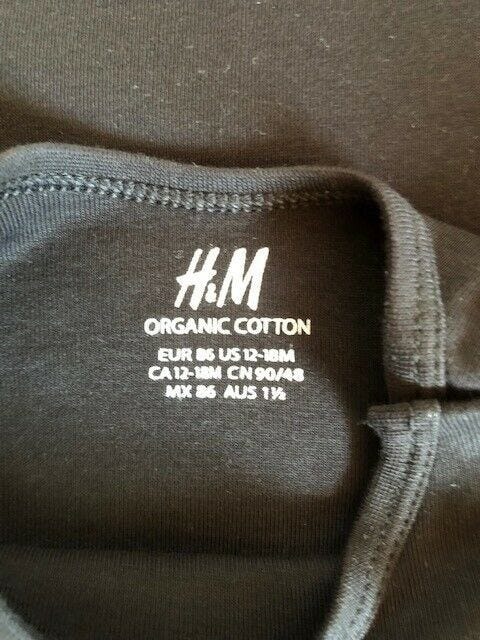 H&M
ORGANIC COTTON
EUR 86 US 12-18M
CA 12-18M CN 90/48
MX 86 AUS 1½